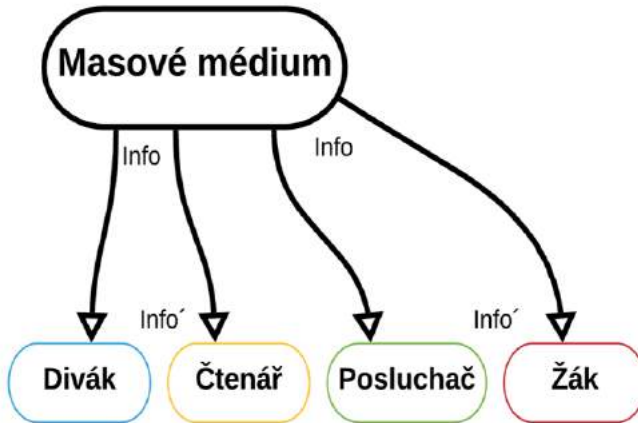 Masové médium
Info
Info
Info´
Info´
Divák
Čtenář
Posluchač
Žák